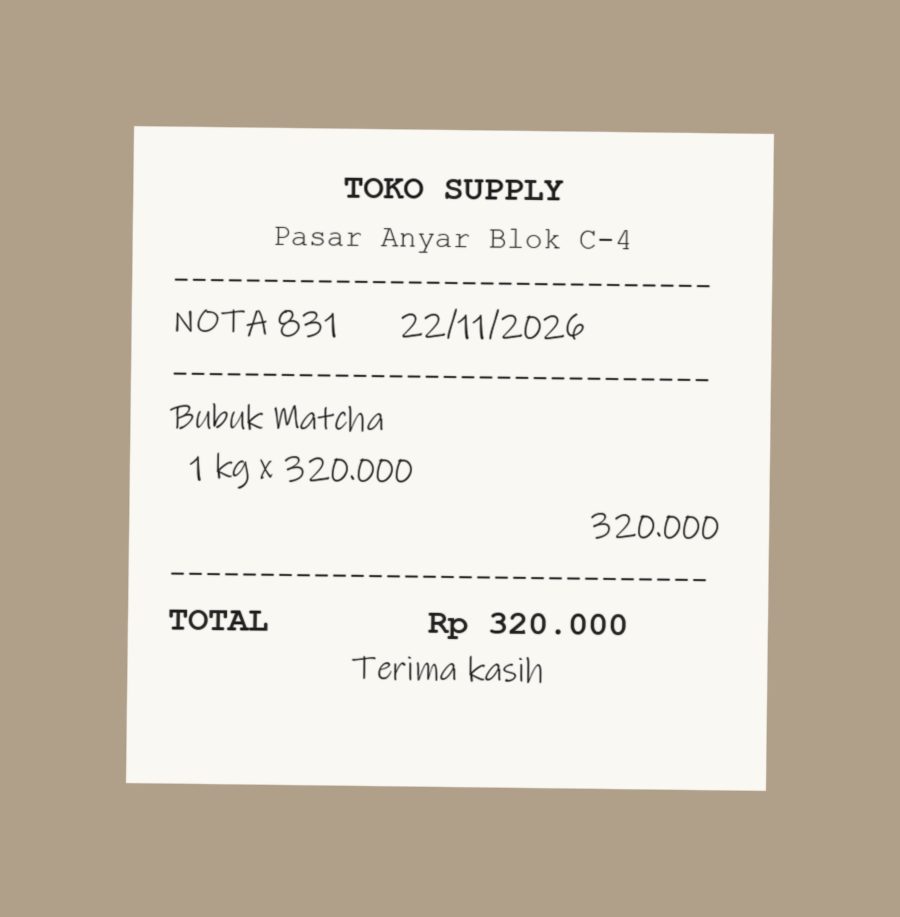 TOKO SUPPLY
Pasar Anyar Blok C-4
------------------------------
NOTA 831 22/11/2026
------------------------------
Bubuk Matcha
1 kg x 320.000
320.000
------------------------------
TOTAL Rp 320.000
Terima kasih